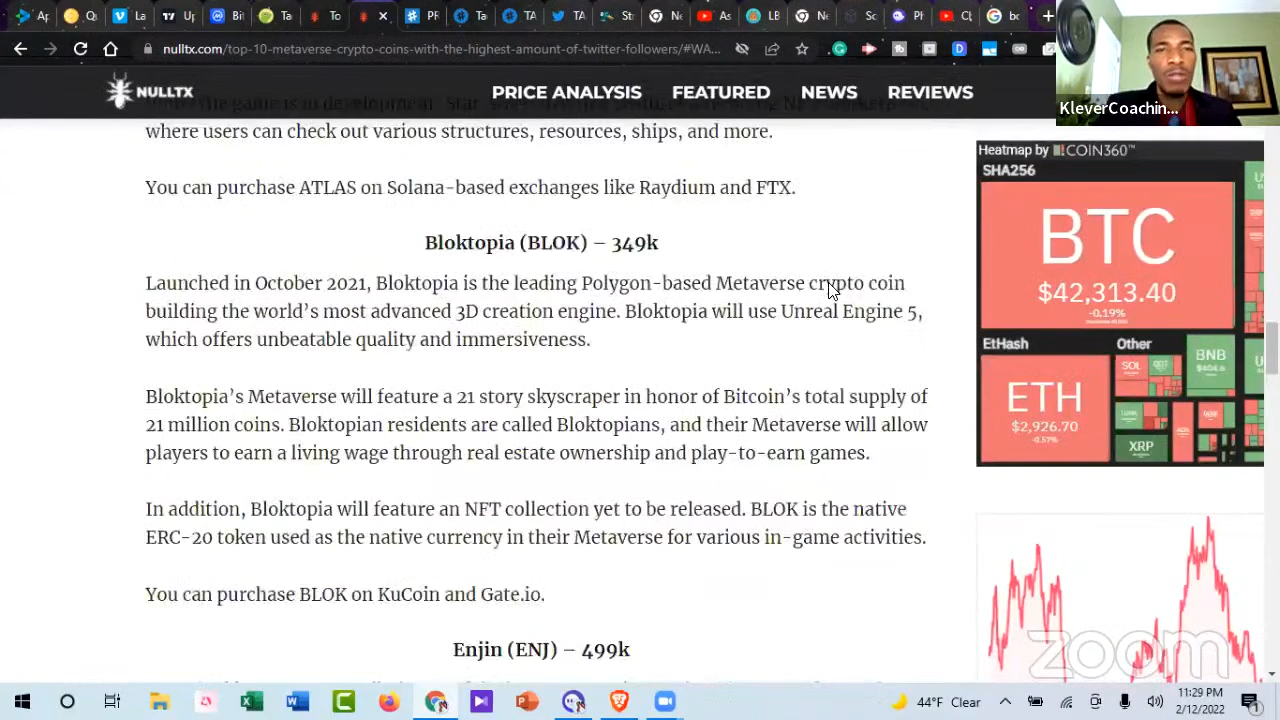 nulltx.com/top-10-metaverse-crypto-coins-with-the-highest-amount-of-twitter-followers/#WA...
NULLTX
PRICE ANALYSIS
FEATURED
NEWS
REVIEWS
KleverCoachin...
where users can check out various structures, resources, ships, and more.
You can purchase ATLAS on Solana-based exchanges like Raydium and FTX.
Bloktopia (BLOK) – 349k
Launched in October 2021, Bloktopia is the leading Polygon-based Metaverse crypto coin
building the world's most advanced 3D creation engine. Bloktopia will use Unreal Engine 5,
which offers unbeatable quality and immersiveness.
Bloktopia's Metaverse will feature a 21 story skyscraper in honor of Bitcoin's total supply of
21 million coins. Bloktopian residents are called Bloktopians, and their Metaverse will allow
players to earn a living wage through real estate ownership and play-to-earn games.
In addition, Bloktopia will feature an NFT collection yet to be released. BLOK is the native
ERC-20 token used as the native currency in their Metaverse for various in-game activities.
You can purchase BLOK on KuCoin and Gate.io.
Enjin (ENJ) – 499k
Heatmap by COIN360™
SHA256
BTC
$42,313.40
-0.19%
EtHash
Other
ETH
$2,926.70
-0.57%
SOL
BNB
XRP
zoom
44°F Clear
11:29 PM
2/12/2022